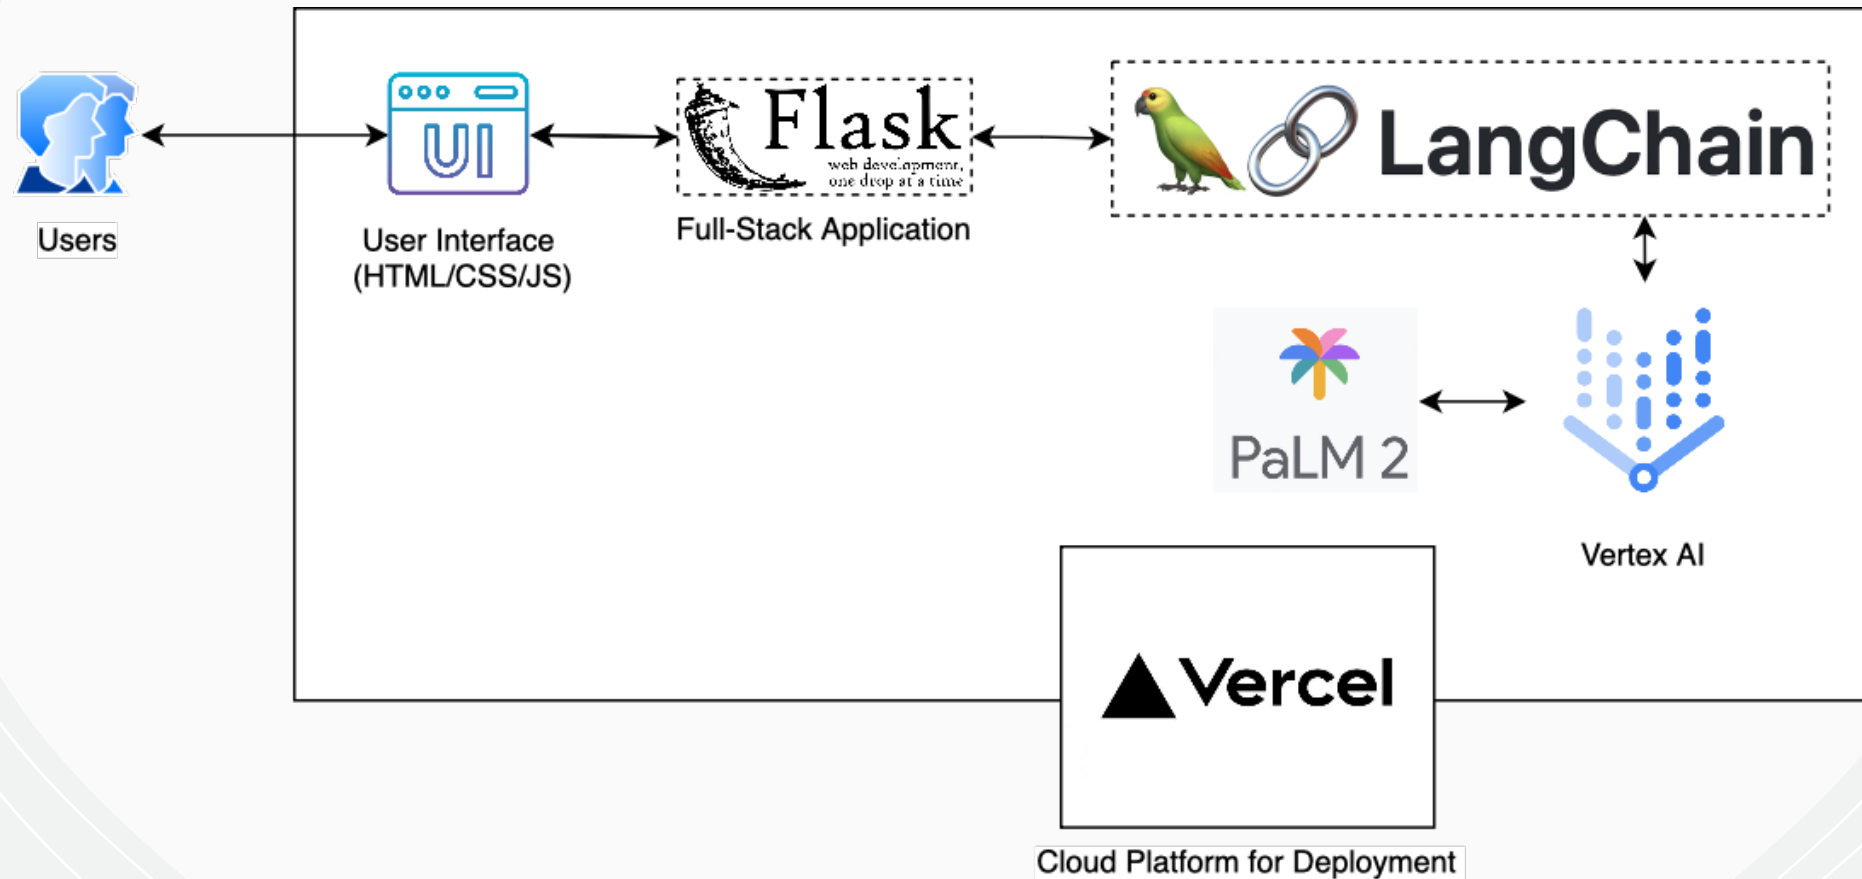 Users
UI
User Interface
(HTML/CSS/JS)
Flask
web development,
one drop at a time
Full-Stack Application
LangChain
PaLM 2
Vertex AI
Vercel
Cloud Platform for Deployment